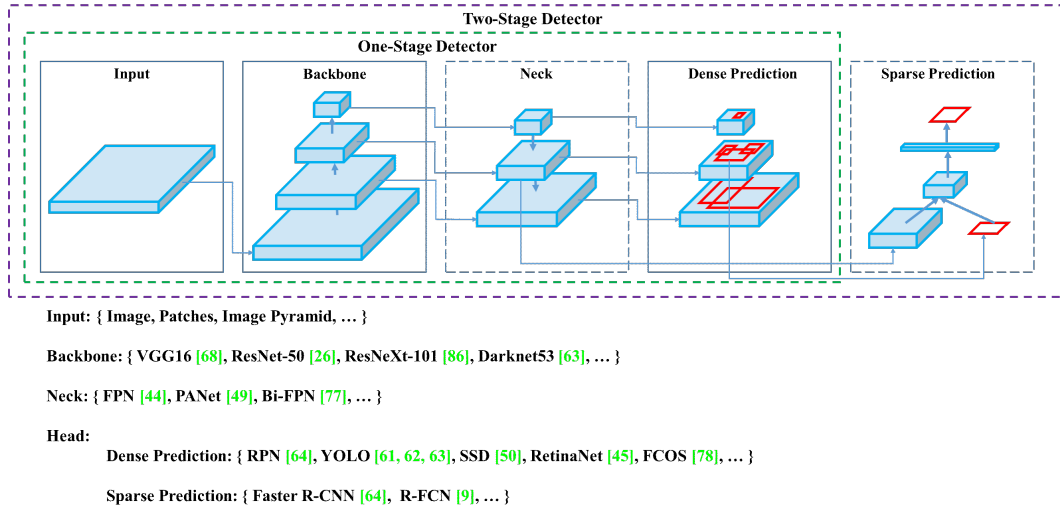 Two-Stage Detector
One-Stage Detector
Input
Backbone
Neck
Dense Prediction
Sparse Prediction
Input: { Image, Patches, Image Pyramid, … }
Backbone: { VGG16 [68], ResNet-50 [26], ResNeXt-101 [86], Darknet53 [63], … }
Neck: { FPN [44], PANet [49], Bi-FPN [77], … }
Head:
Dense Prediction: { RPN [64], YOLO [61, 62, 63], SSD [50], RetinaNet [45], FCOS [78], … }
Sparse Prediction: { Faster R-CNN [64], R-FCN [9], … }